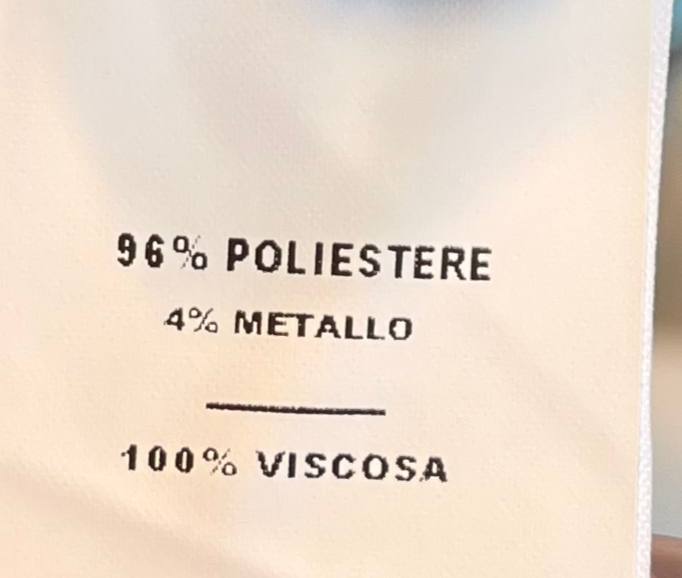 96% POLIESTERE
4% METALLO
100% VISCOSA